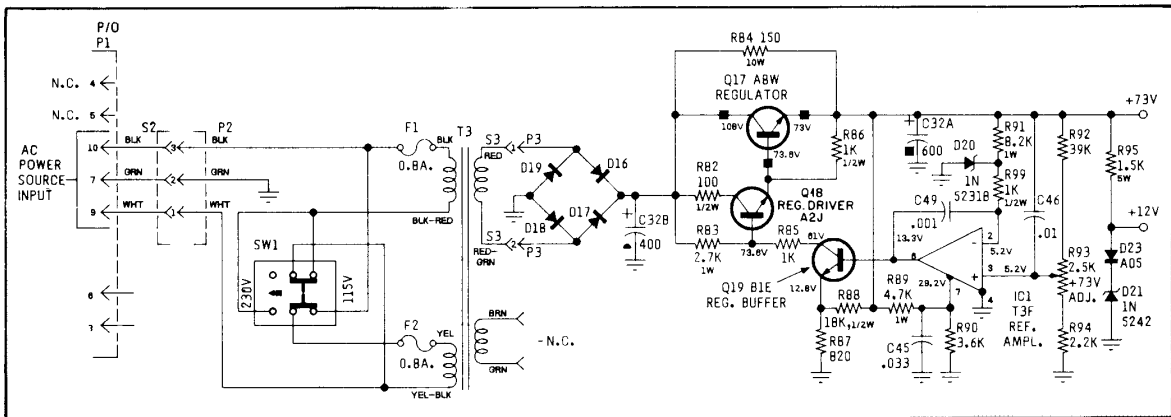 P/O
P1
N.C. 4
N.C. 5
AC
POWER
SOURCE
INPUT
10
7
9
6
3
S2
P2
BLK
GRN
WHT
3
2
1
BLK
GRN
WHT
SW1
230V
115V
F1
0.8A.
BLK
BLK-RED
F2
0.8A.
YEL
YEL-BLK
T3
S3
RED
1
P3
S3
RED-
GRN
2
P3
BRN
GRN
-N.C.
D19
D16
D18
D17
+
C32B
400
R84 150
10W
Q17 A8W
REGULATOR
108V
73V
73.8V
R82
100
1/2W
R83
2.7K
1W
Q18
REG.DRIVER
A2J
73.8V
R85
1K
R86
1K
1/2W
61V
12.8V
Q19 B1E
REG. BUFFER
R88
18K,1/2W
R87
820
R89
4.7K
1W
C45
.033
R90
3.6K
+
C32A
600
D20
1N
5231B
C49
.001
13.3V
6
29.2V
7
2
5.2V
3
5.2V
4
-
+
IC1
T3F
REF.
AMPL.
R91
8.2K
1W
R99
1K
1/2W
C46
.01
R92
39K
R93
2.5K
+73V
ADJ.
R94
2.2K
R95
1.5K
5W
+73V
+12V
D23
A05
D21
1N
5242